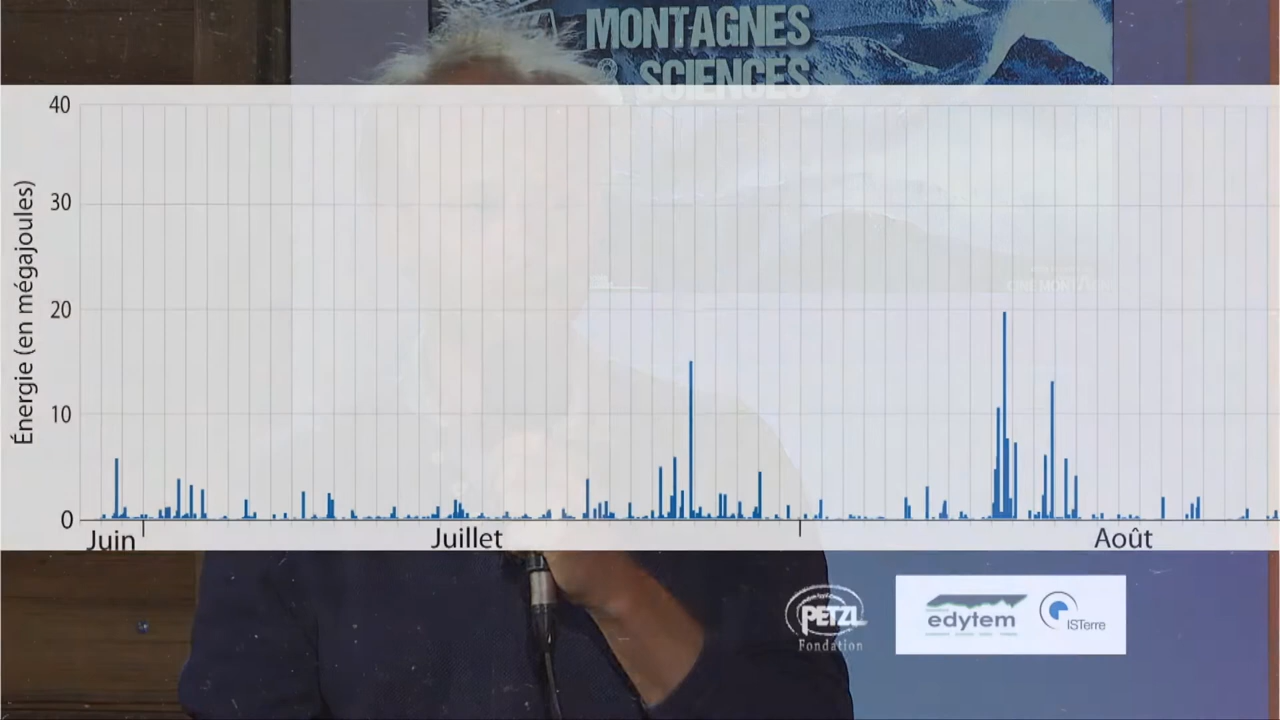 MONTAGNES
& SCIENCES
40
30
20
10
0
Énergie (en mégajoules)
Juin
Juillet
Août
PETZL
Fondation
edytem
ISTerre